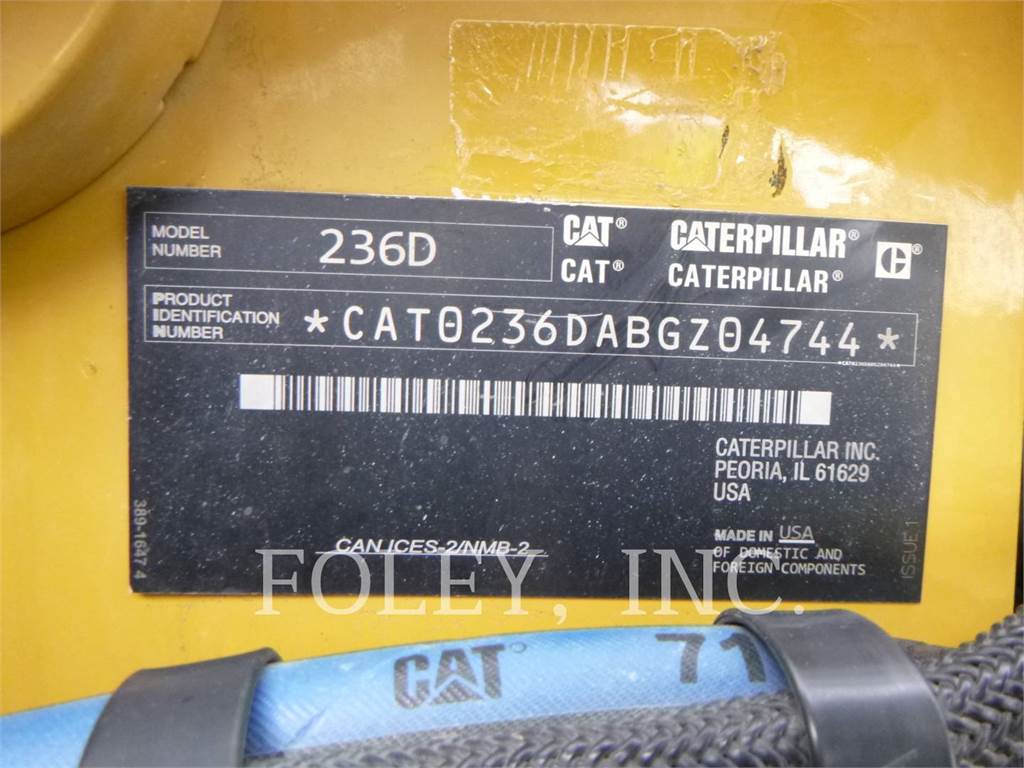 MODEL
NUMBER
236D
CAT® CATERPILLAR®
CAT® CATERPILLAR®
PRODUCT
IDENTIFICATION
NUMBER
*CAT0236DABGZ04744*
CATERPILLAR INC.
PEORIA, IL 61629
USA
MADE IN USA
OF DOMESTIC AND
FOREIGN COMPONENTS
CAN ICES-2/NMB-2
389-1647 4
ISSUE 1
FOLEY, INC.
CAT 71